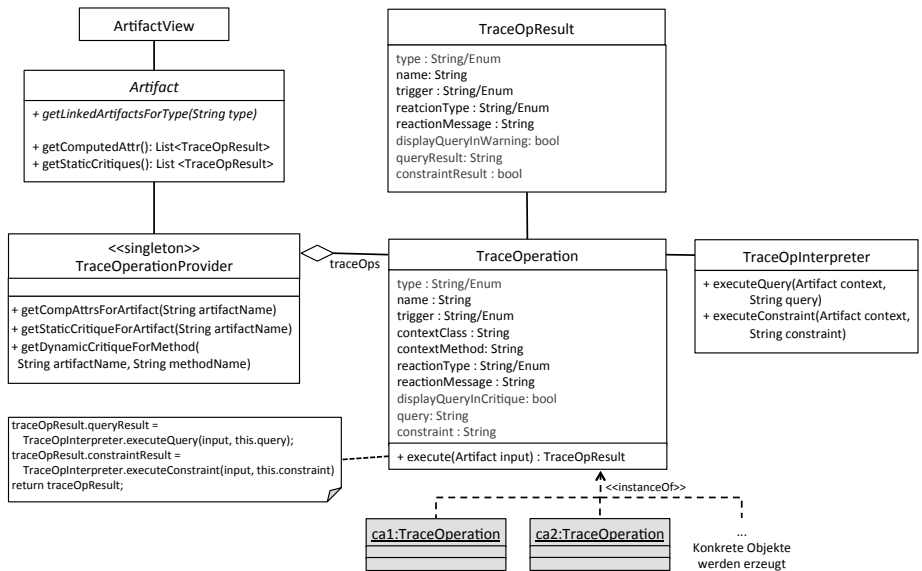 ArtifactView
Artifact
+ getLinkedArtifactsForType(String type)
+ getComputedAttr(): List<TraceOpResult>
+ getStaticCritiques(): List <TraceOpResult>
TraceOpResult
type : String/Enum
name: String
trigger : String/Enum
reatcionType : String/Enum
reactionMessage : String
displayQueryInWarning : bool
queryResult: String
constraintResult : bool
<<singleton>>
TraceOperationProvider
+ getCompAttrsForArtifact(String artifactName)
+ getStaticCritiqueForArtifact(String artifactName)
+ getDynamicCritiqueForMethod(
String artifactName, String methodName)
traceOps
TraceOperation
type : String/Enum
name : String
trigger : String/Enum
contextClass : String
contextMethod: String
reactionType : String/Enum
reactionMessage : String
displayQueryInCritique: bool
query: String
constraint : String
+ execute(Artifact input) : TraceOpResult
TraceOpInterpreter
+ executeQuery(Artifact context,
String query)
+ executeConstraint(Artifact context,
String constraint)
traceOpResult.queryResult =
TraceOpInterpreter.executeQuery(input, this.query);
traceOpResult.constraintResult =
TraceOpInterpreter.executeConstraint(input, this.constraint)
return traceOpResult;
<<instanceOf>>
ca1:TraceOperation
ca2:TraceOperation
...
Konkrete Objekte
werden erzeugt